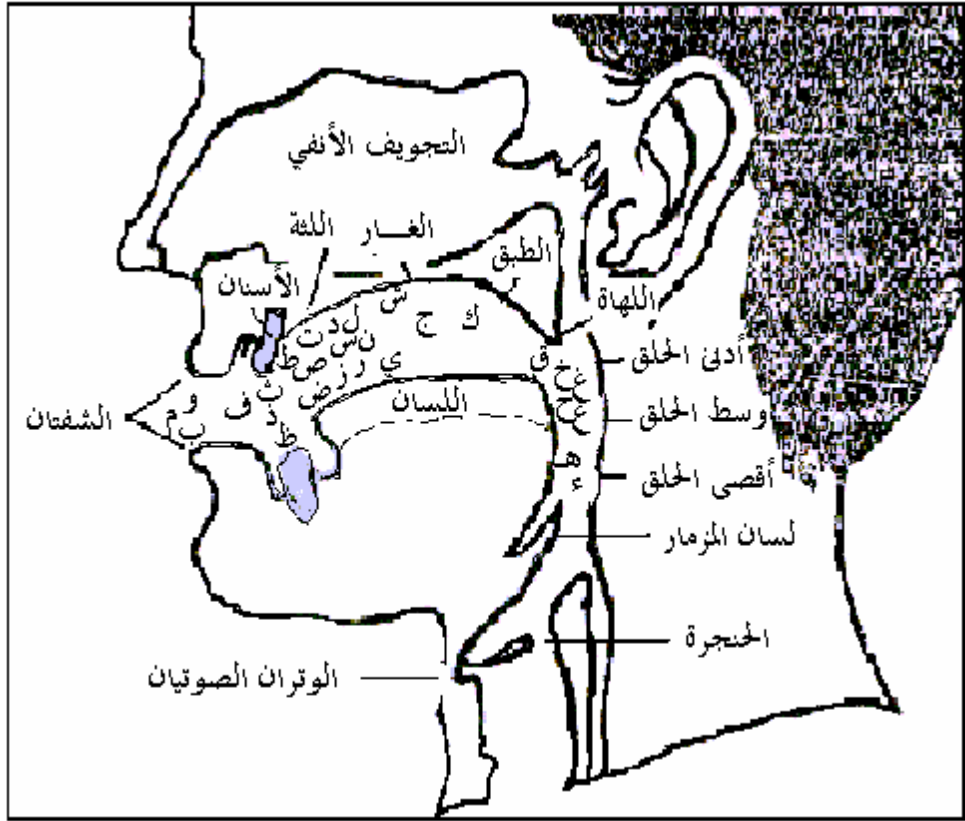 التجويف الأنفي
الغـــار
اللثة
الطبق
الأسنان
اللهاة
ش
ك
ج
ل
د
ت
ن
س
ص
ط
ي
ر
ز
ض
ق
خ
غ
أدنى الحلق
ث
ف
و
م
ب
ذ
ظ
الشفتان
اللسان
ع
ح
وسط الحلق
هـ
ء
أقصى الحلق
لسان المزمار
الحنجرة
الوتران الصوتيان